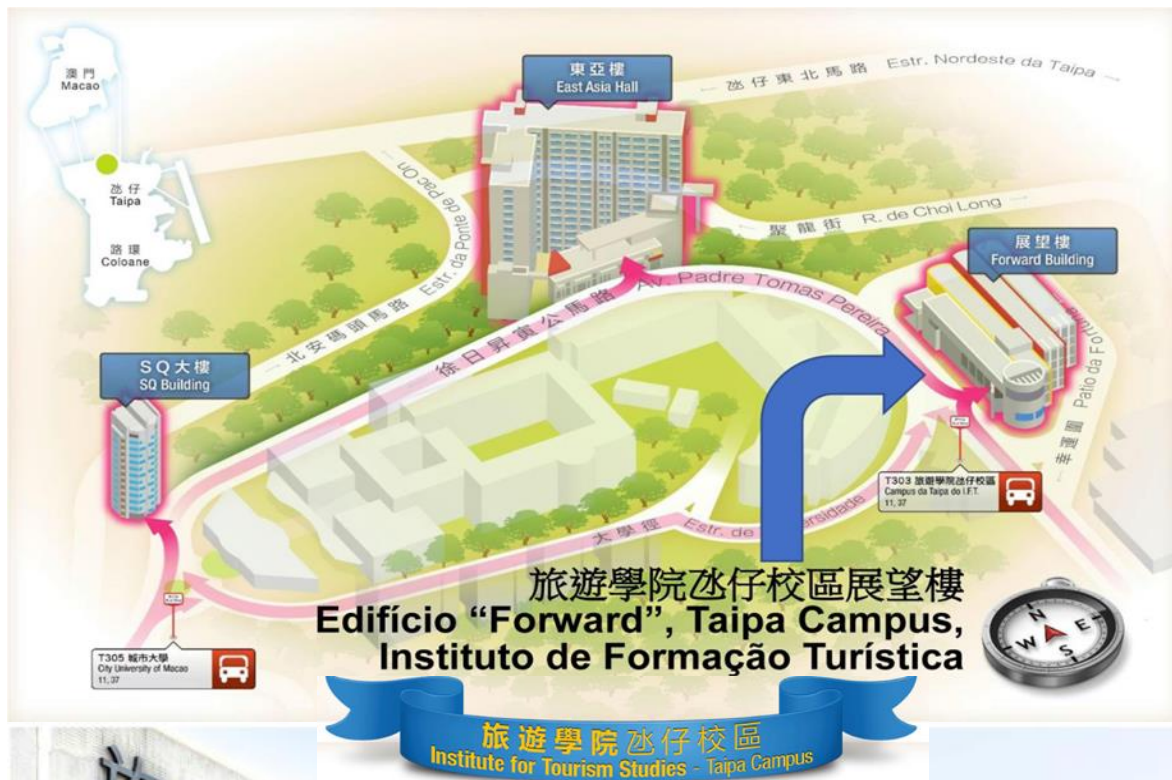 澳門
Macao
氹仔
Taipa
路環
Coloane
東亞樓
East Asia Hall
← 氹仔東北馬路 Estr. Nordeste da Taipa →
← 北安碼頭馬路 Estr. da Ponte de Pac On
← 聚龍街 R. de Choi Long →
展望樓
Forward Building
徐日昇寅公馬路 Av. Padre Tomas Pereira
SQ大樓
SQ Building
← 幸運圍 Patio da
T303 旅遊學院氹仔校區
Campus da Taipa do I.F.T.
11, 37
大學徑 Estr. de
旅遊學院氹仔校區展望樓
Edifício “Forward”, Taipa Campus,
Instituto de Formação Turística
N
W E
S
T305 城市大學
City University of Macao
11, 37
旅遊學院氹仔校區
Institute for Tourism Studies - Taipa Campus